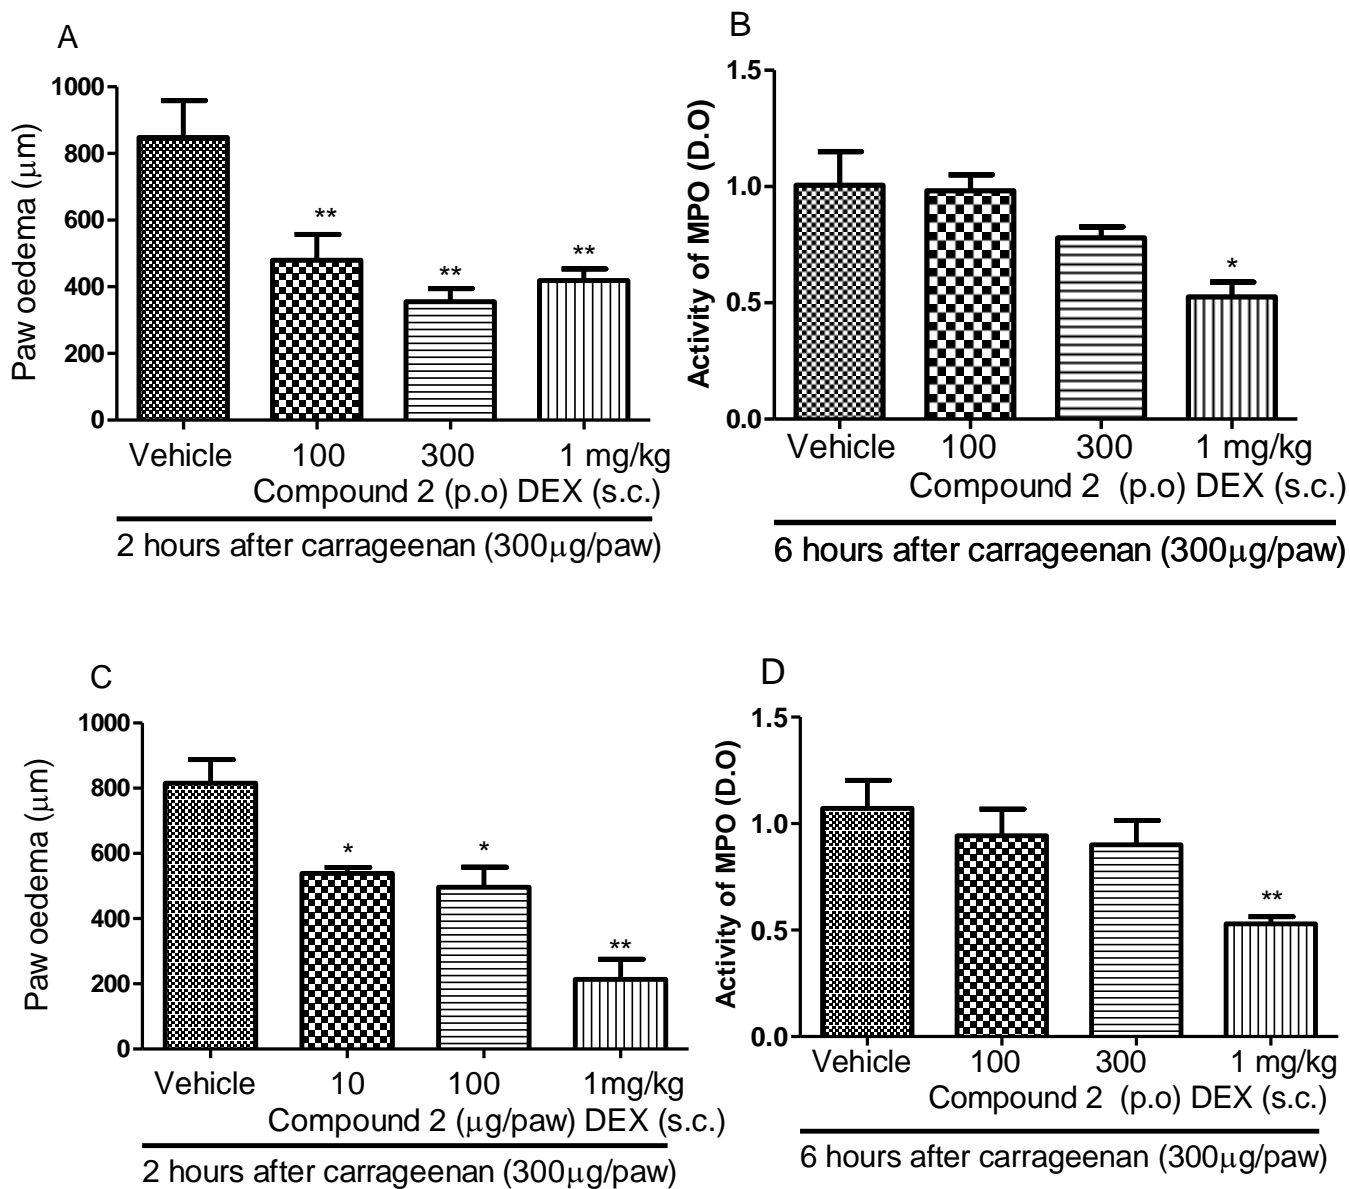 A
Paw oedema (μm)
1000
800
600
400
200
0
**
**
**
Vehicle 100 300 1 mg/kg
Compound 2 (p.o) DEX (s.c.)
2 hours after carrageenan (300μg/paw)
B
Activity of MPO (D.O)
1.5
1.0
0.5
0.0
*
Vehicle 100 300 1 mg/kg
Compound 2 (p.o) DEX (s.c.)
6 hours after carrageenan (300μg/paw)
C
Paw oedema (μm)
1000
800
600
400
200
0
*
*
**
Vehicle 10 100 1mg/kg
Compound 2 (μg/paw) DEX (s.c.)
2 hours after carrageenan (300μg/paw)
D
Activity of MPO (D.O)
1.5
1.0
0.5
0.0
**
Vehicle 100 300 1 mg/kg
Compound 2 (p.o) DEX (s.c.)
6 hours after carrageenan (300μg/paw)